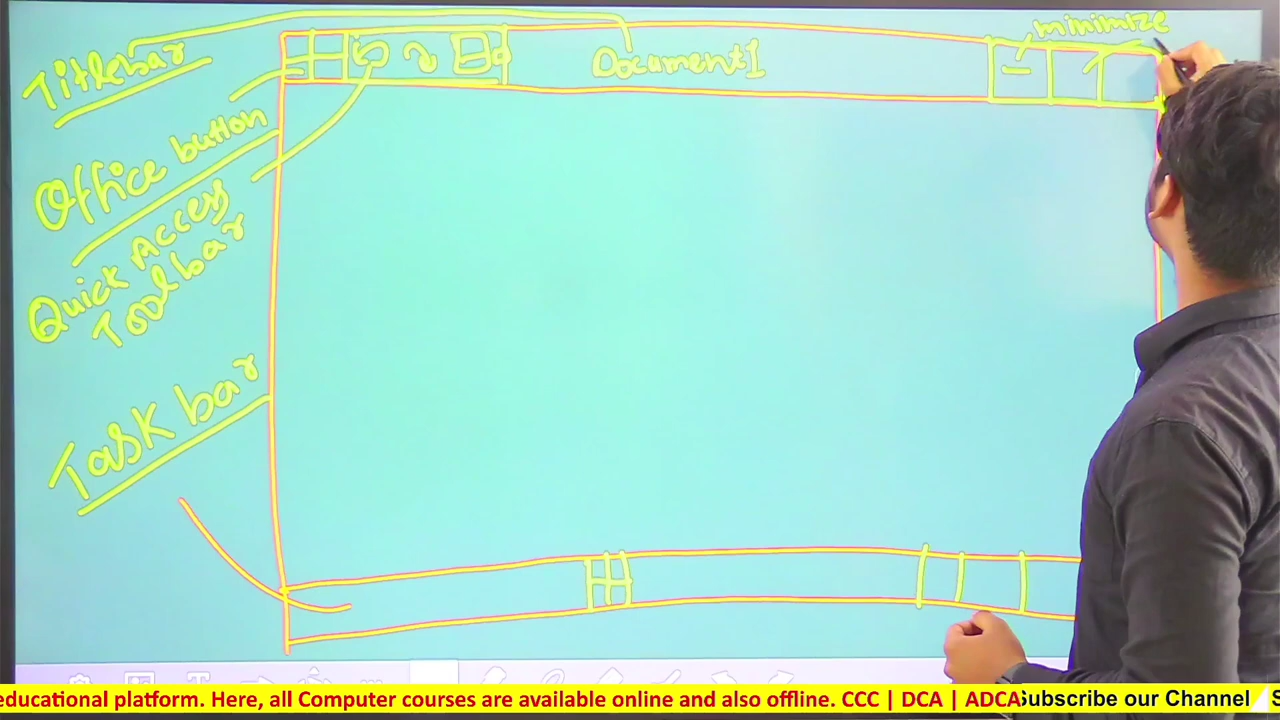 minimize
Titlebar
Document1
Office button
Quick Access
Toolbar
Task bar
educational platform. Here, all Computer courses are available online and also offline. CCC | DCA | ADCA
Subscribe our Channel